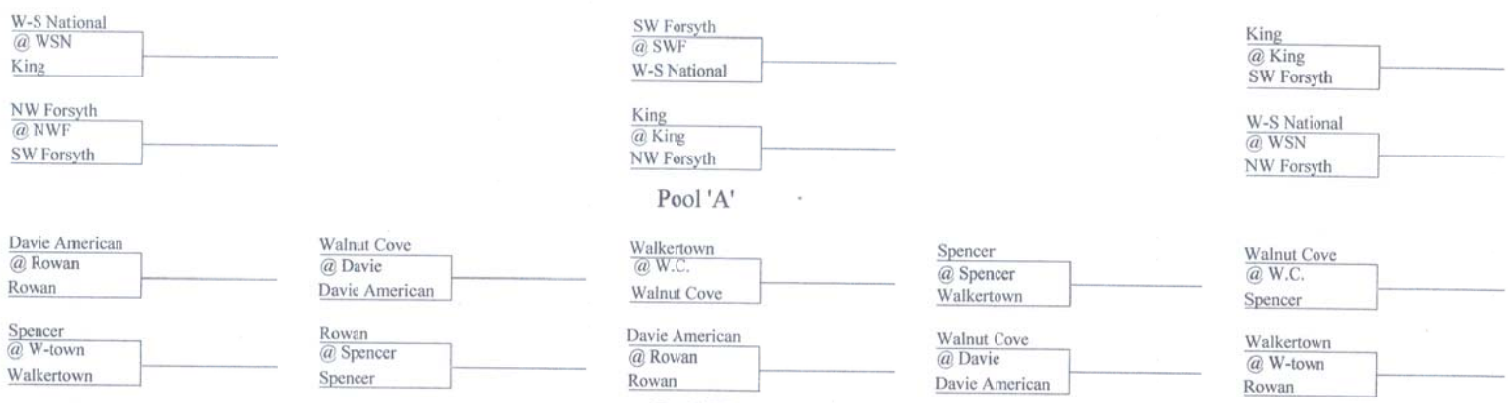 W-S National
@ WSN
King
SW Forsyth
@ SWF
W-S National
King
@ King
SW Forsyth
NW Forsyth
@ NWF
SW Forsyth
King
@ King
NW Forsyth
W-S National
@ WSN
NW Forsyth
Pool 'A'
Davie American
@ Rowan
Rowan
Walnut Cove
@ Davie
Davie American
Walkertown
@ W.C.
Walnut Cove
Spencer
@ Spencer
Walkertown
Walnut Cove
@ W.C.
Spencer
Spencer
@ W-town
Walkertown
Rowan
@ Spencer
Spencer
Davie American
@ Rowan
Rowan
Walnut Cove
@ Davie
Davie American
Walkertown
@ W-town
Rowan